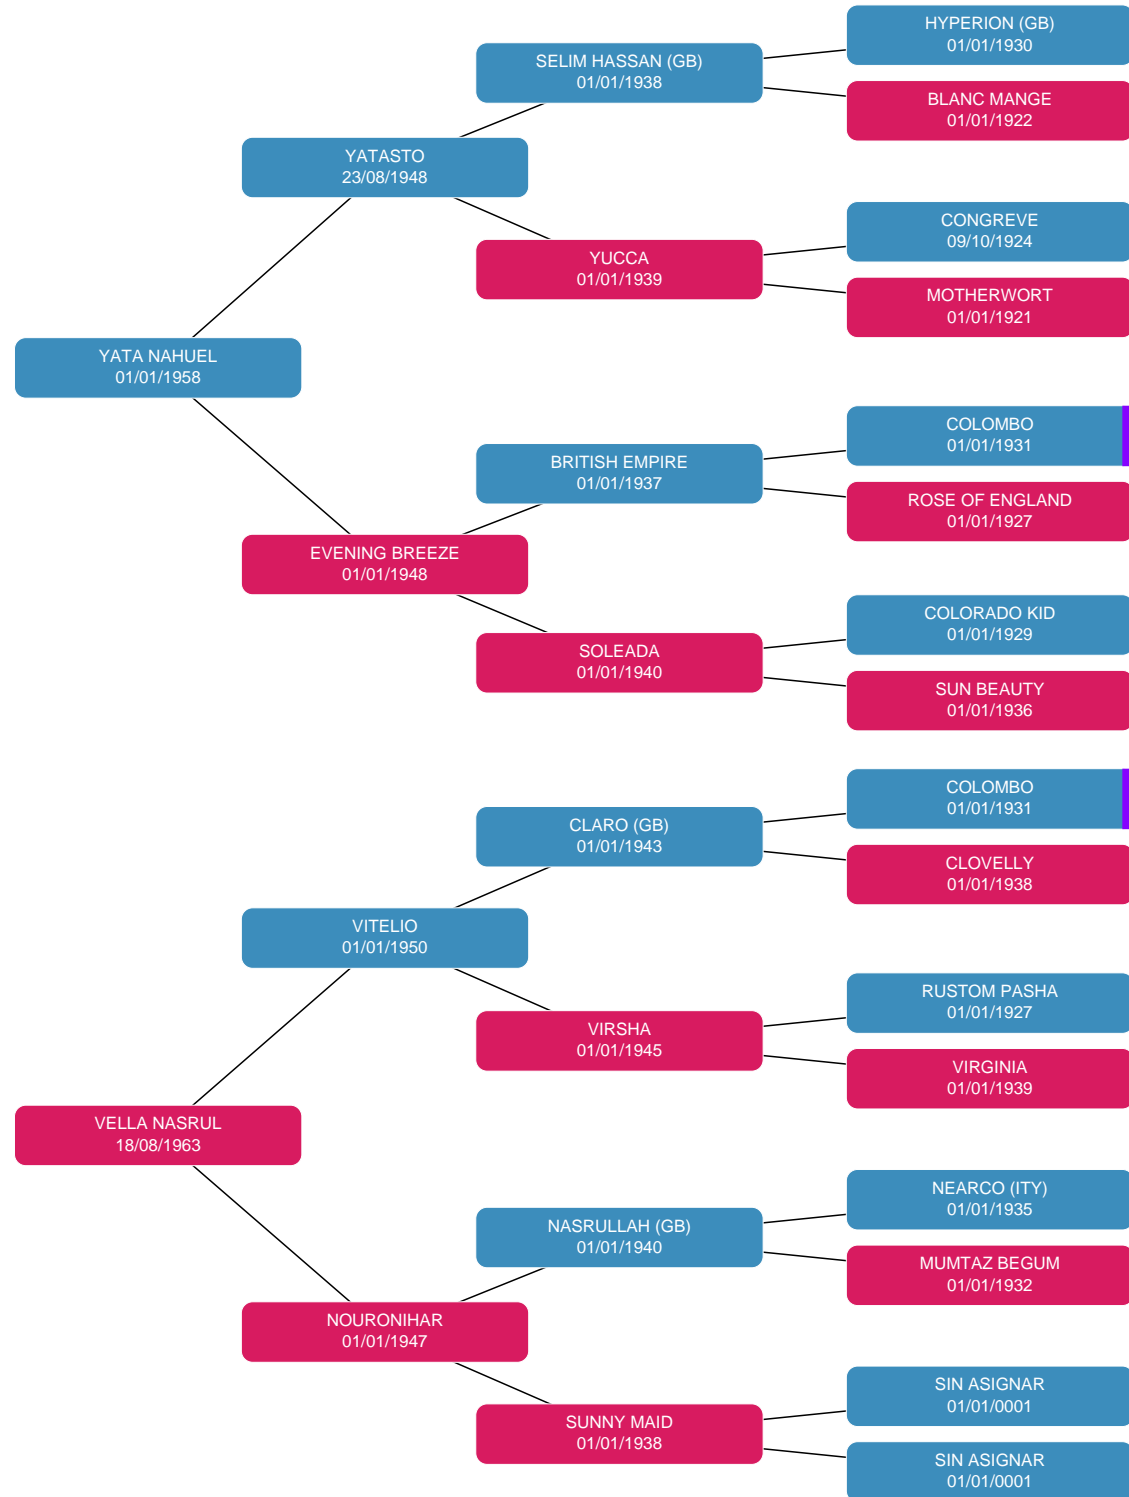 HYPERION (GB)
01/01/1930
SELIM HASSAN (GB)
01/01/1938
BLANC MANGE
01/01/1922
YATASTO
23/08/1948
CONGREVE
09/10/1924
YUCCA
01/01/1939
MOTHERWORT
01/01/1921
YATA NAHUEL
01/01/1958
COLOMBO
01/01/1931
BRITISH EMPIRE
01/01/1937
ROSE OF ENGLAND
01/01/1927
EVENING BREEZE
01/01/1948
COLORADO KID
01/01/1929
SOLEADA
01/01/1940
SUN BEAUTY
01/01/1936
COLOMBO
01/01/1931
CLARO (GB)
01/01/1943
CLOVELLY
01/01/1938
VITELIO
01/01/1950
RUSTOM PASHA
01/01/1927
VIRSHA
01/01/1945
VIRGINIA
01/01/1939
VELLA NASRUL
18/08/1963
NEARCO (ITY)
01/01/1935
NASRULLAH (GB)
01/01/1940
MUMTAZ BEGUM
01/01/1932
NOURONIHAR
01/01/1947
SIN ASIGNAR
01/01/0001
SUNNY MAID
01/01/1938
SIN ASIGNAR
01/01/0001